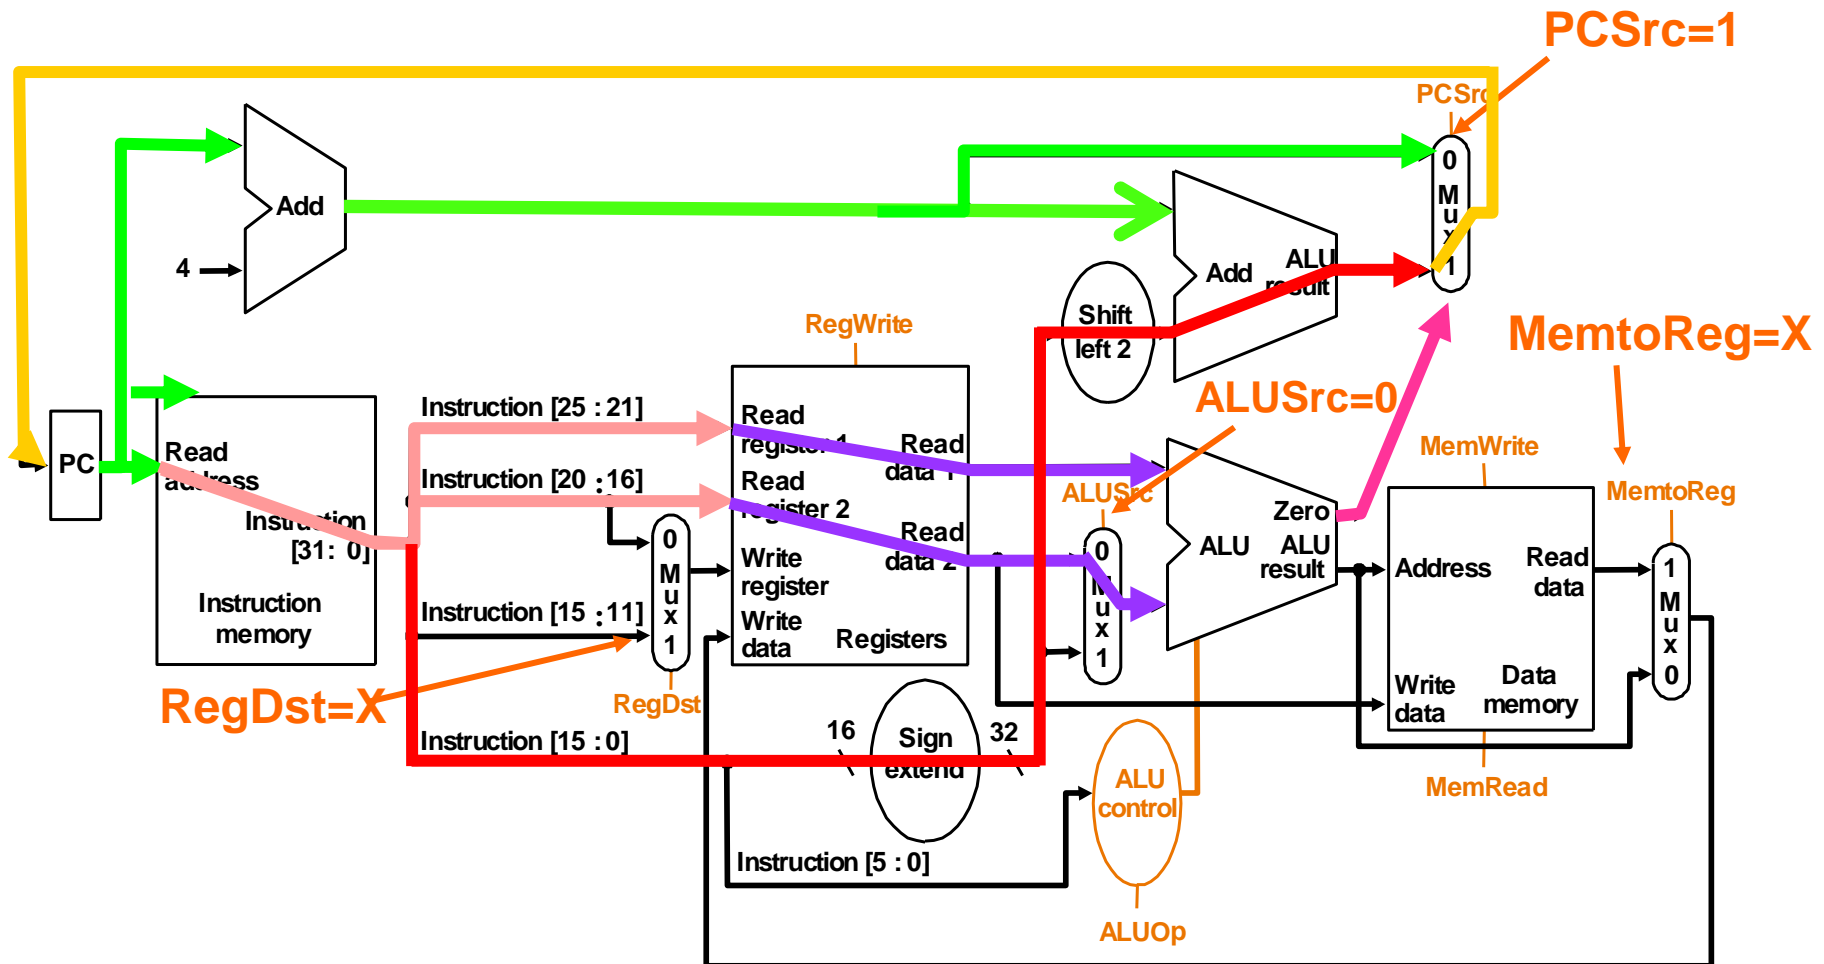 PCSrc=1
PCSrc
0
M
u
x
1
Add
4
Add
ALU
result
Shift
left 2
RegWrite
MemtoReg=X
ALUSrc=0
Instruction [25 : 21]
Read
register 1
Read
data 1
PC
Read
address
Instruction
[31: 0]
Instruction
memory
Instruction [20 : 16]
Read
register 2
Read
data 2
MemWrite
MemtoReg
ALUSrc
Zero
ALU
ALU
result
0
M
u
x
1
Write
register
0
M
u
x
1
Address
Read
data
1
M
u
x
0
Instruction [15 : 11]
Write
data
Registers
RegDst=X
RegDst
Write
data
Data
memory
Instruction [15 : 0]
16
Sign
extend
32
ALU
control
MemRead
Instruction [5 : 0]
ALUOp